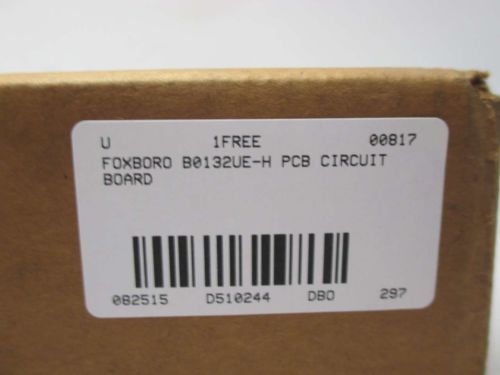 U 1FREE 00817
FOXBORO B0132UE-H PCB CIRCUIT
BOARD
082515 D510244 DBO 297